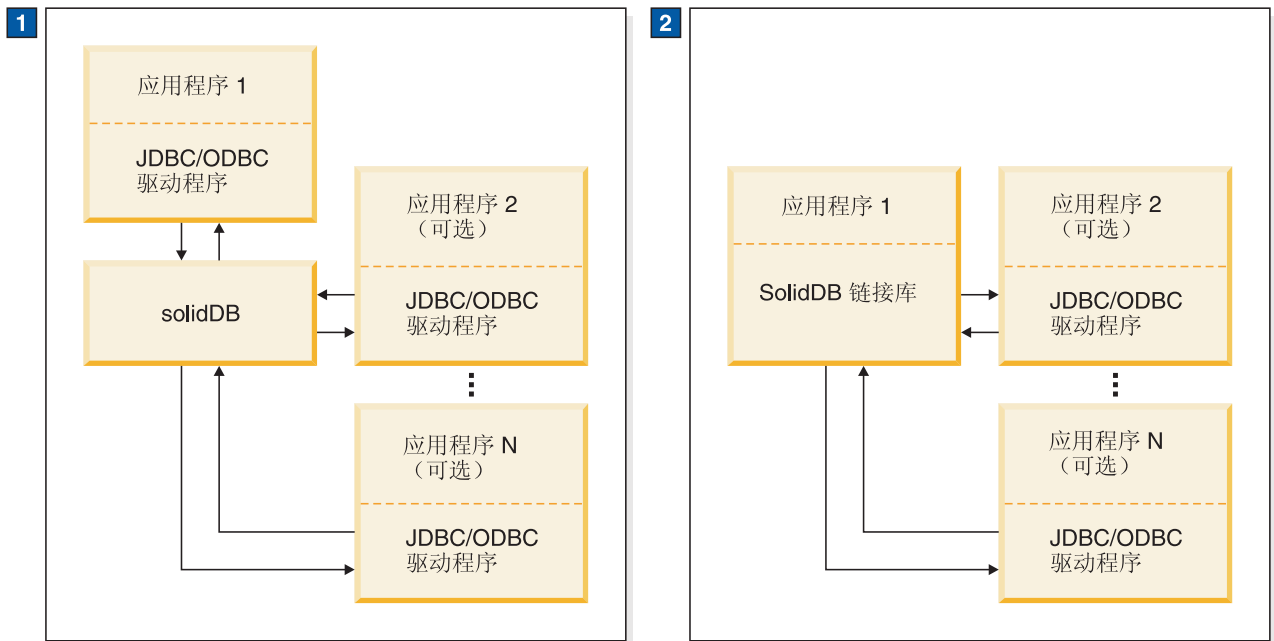 1
应用程序 1
JDBC/ODBC
驱动程序
solidDB
应用程序 2
（可选）
JDBC/ODBC
驱动程序
应用程序 N
（可选）
JDBC/ODBC
驱动程序
2
应用程序 1
SolidDB 链接库
应用程序 2
（可选）
JDBC/ODBC
驱动程序
应用程序 N
（可选）
JDBC/ODBC
驱动程序